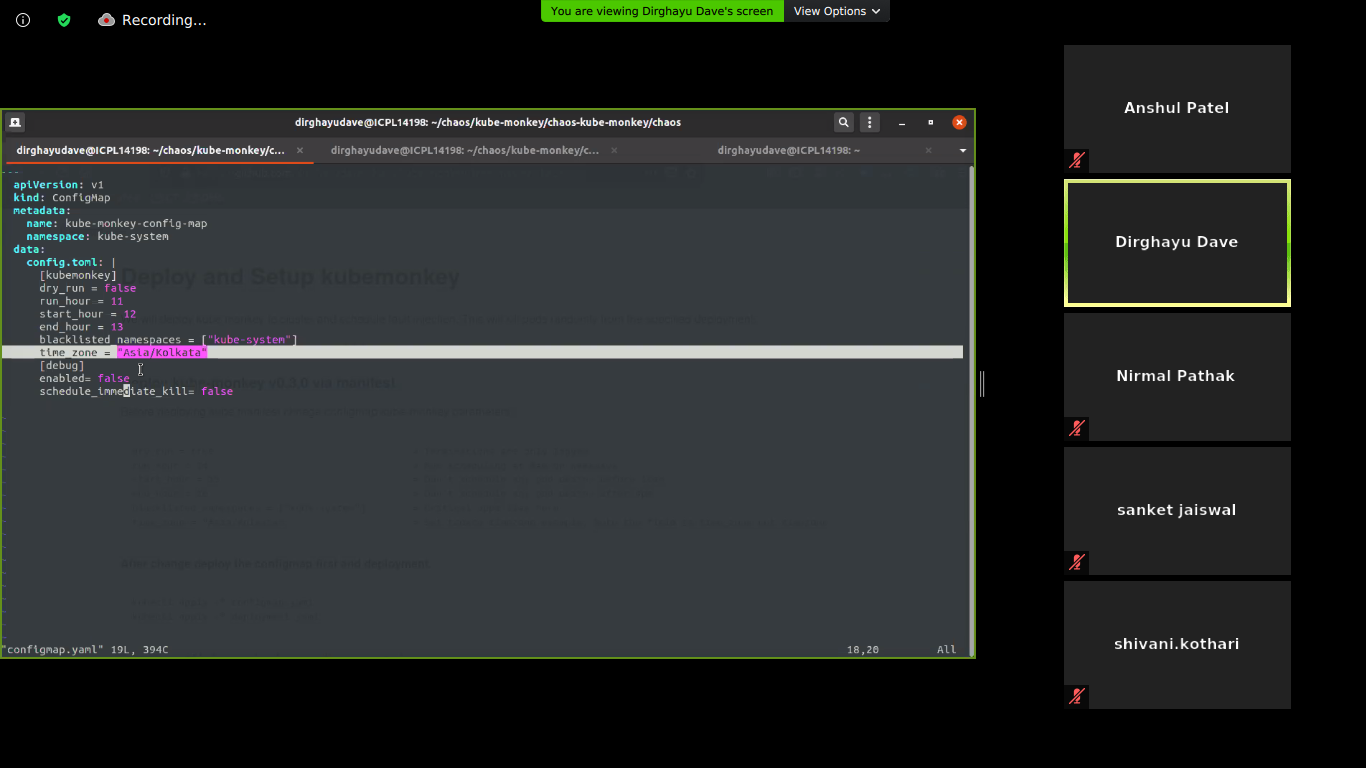 Recording...
You are viewing Dirghayu Dave's screen
View Options
dirghayudave@ICPL14198: ~/chaos/kube-monkey/chaos-kube-monkey/chaos
dirghayudave@ICPL14198: ~/chaos/kube-monkey/c...
dirghayudave@ICPL14198: ~/chaos/kube-monkey/c...
dirghayudave@ICPL14198: ~
---
apiVersion: v1
kind: ConfigMap
metadata:
name: kube-monkey-config-map
namespace: kube-system
data:
config.toml: |
[kubemonkey]
dry_run = false
run_hour = 11
start_hour = 12
end_hour = 13
blacklisted_namespaces = ["kube-system"]
time_zone = "Asia/Kolkata"
[debug]
enabled= false
schedule_immediate_kill= false
Deploy and Setup kubemonkey
"configmap.yaml" 19L, 394C
18,20
All
Anshul Patel
Dirghayu Dave
Nirmal Pathak
sanket jaiswal
shivani.kothari